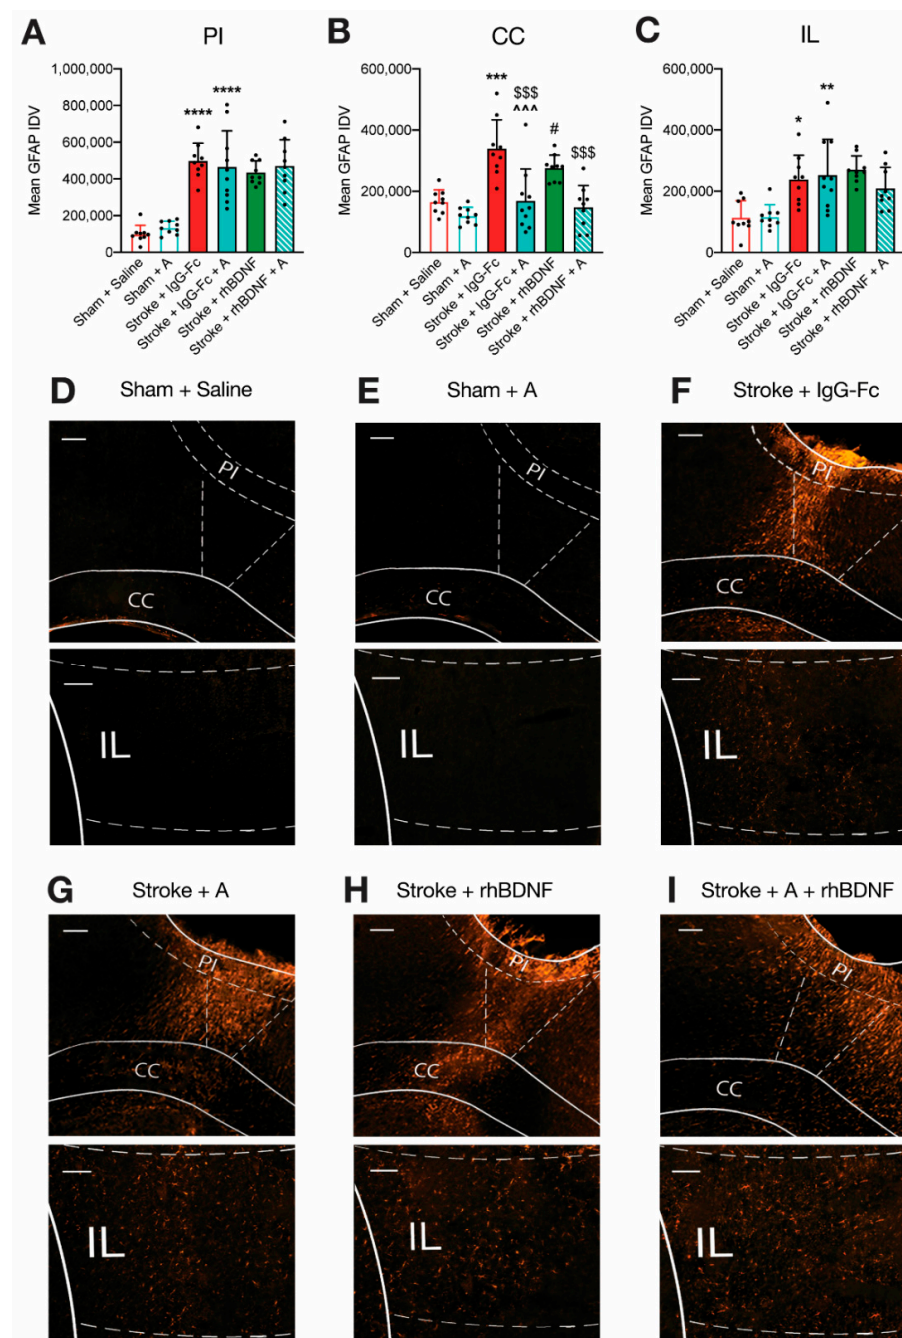 A PI
1,000,000
800,000
600,000
400,000
200,000
0
Mean GFAP IDV
****
****
Sham + Saline
Sham + A
Stroke + IgG-Fc
Stroke + IgG-Fc + A
Stroke + rhBDNF
Stroke + rhBDNF + A
B CC
600,000
400,000
200,000
0
Mean GFAP IDV
***
$$$
^^^
#
$$$
Sham + Saline
Sham + A
Stroke + IgG-Fc
Stroke + IgG-Fc + A
Stroke + rhBDNF
Stroke + rhBDNF + A
C IL
600,000
400,000
200,000
0
Mean GFAP IDV
*
**
Sham + Saline
Sham + A
Stroke + IgG-Fc
Stroke + IgG-Fc + A
Stroke + rhBDNF
Stroke + rhBDNF + A
D Sham + Saline
PI
CC
IL
E Sham + A
PI
CC
IL
F Stroke + IgG-Fc
PI
CC
IL
G Stroke + A
PI
CC
IL
H Stroke + rhBDNF
PI
CC
IL
I Stroke + A + rhBDNF
PI
CC
IL